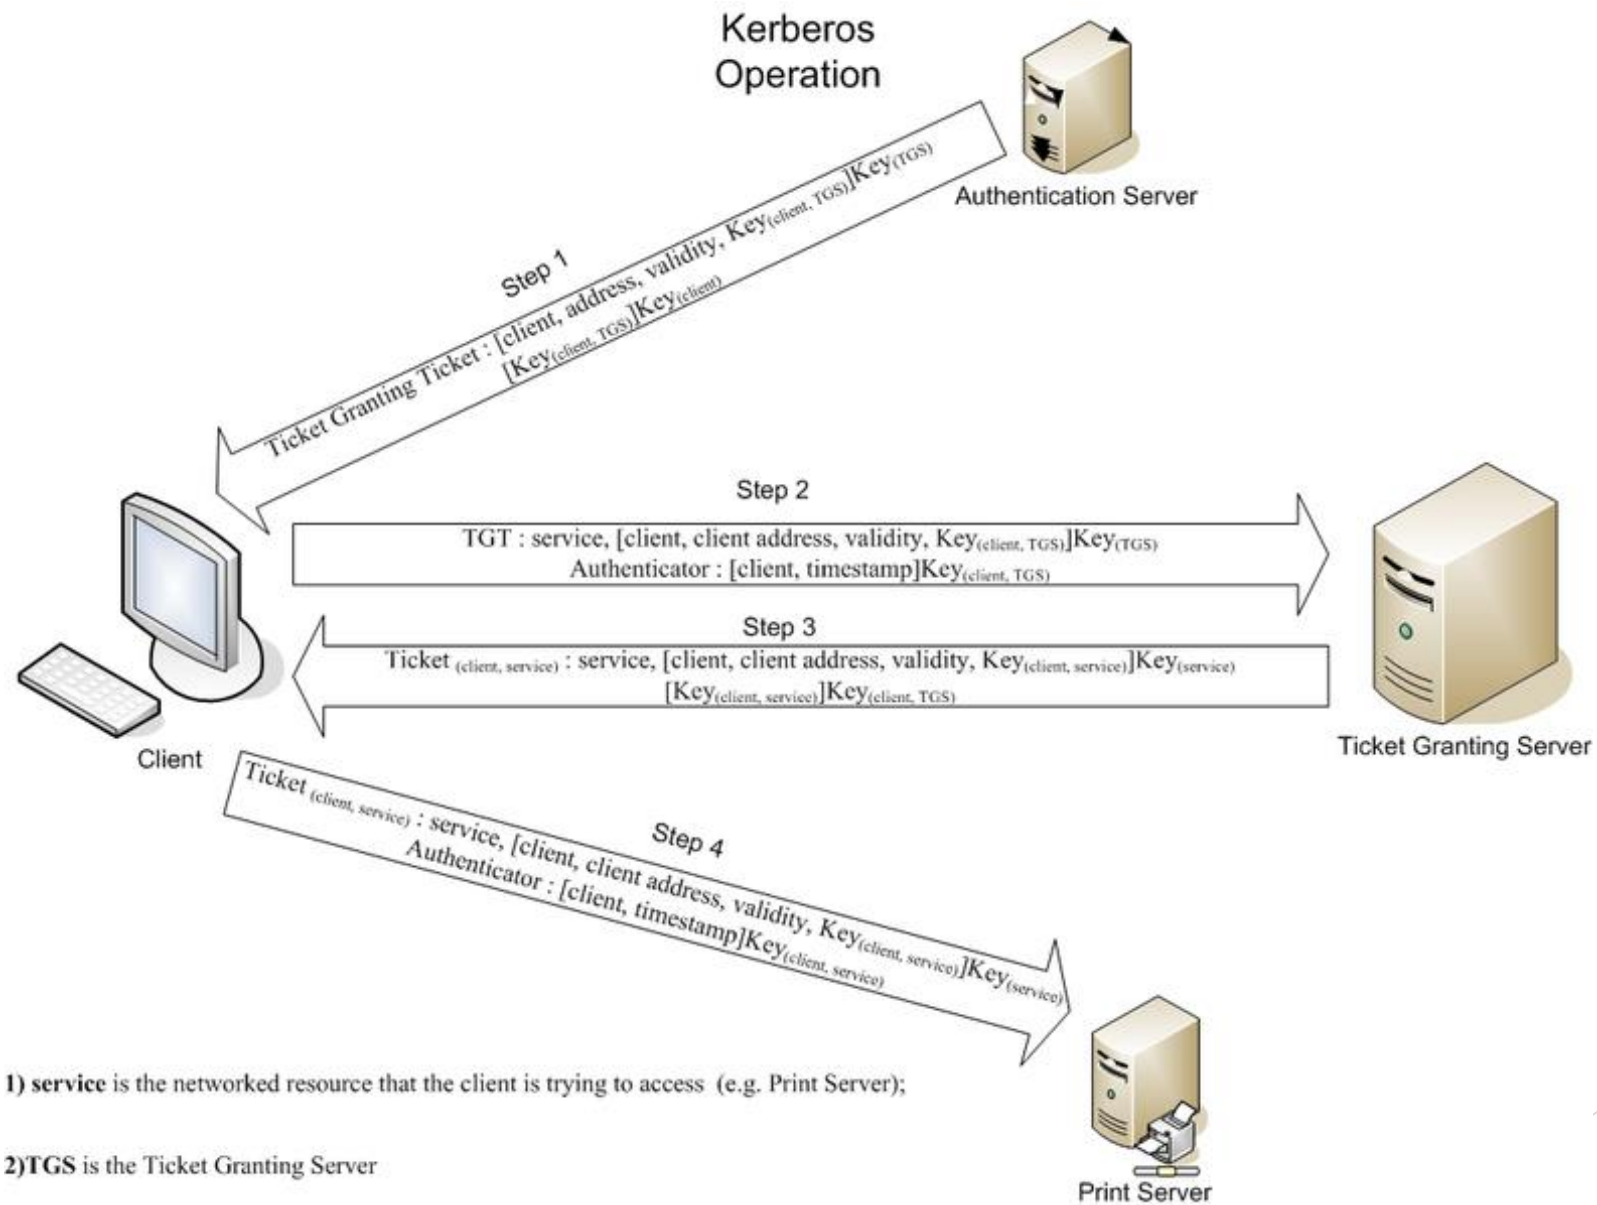 Kerberos
Operation
Authentication Server
Step 1
Ticket Granting Ticket : [client, address, validity, Key(client, TGS)]Key(TGS)
[Key(client, TGS)]Key(client)
Step 2
TGT : service, [client, client address, validity, Key(client, TGS)]Key(TGS)
Authenticator : [client, timestamp]Key(client, TGS)
Step 3
Ticket (client, service) : service, [client, client address, validity, Key(client, service)]Key(service)
[Key(client, service)]Key(client, TGS)
Ticket Granting Server
Client
Step 4
Ticket (client, service) : service, [client, client address, validity, Key(client, service)]Key(service)
Authenticator : [client, timestamp]Key(client, service)
1) service is the networked resource that the client is trying to access (e.g. Print Server);
2)TGS is the Ticket Granting Server
Print Server